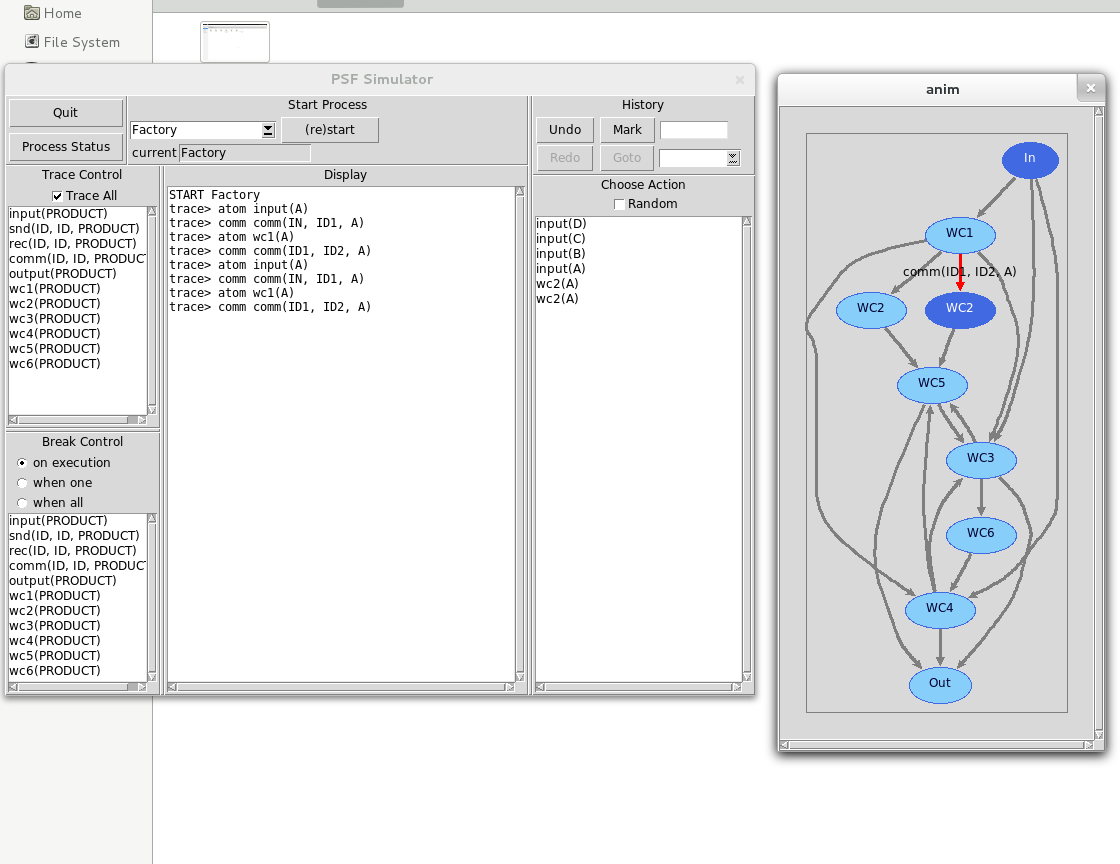 Home
File System
PSF Simulator
Quit
Process Status
Start Process
Factory
(re)start
current Factory
History
Undo
Mark
Redo
Goto
Trace Control
Trace All
input(PRODUCT)
snd(ID, ID, PRODUCT)
rec(ID, ID, PRODUCT)
comm(ID, ID, PRODUCT
output(PRODUCT)
wc1(PRODUCT)
wc2(PRODUCT)
wc3(PRODUCT)
wc4(PRODUCT)
wc5(PRODUCT)
wc6(PRODUCT)
Break Control
on execution
when one
when all
input(PRODUCT)
snd(ID, ID, PRODUCT)
rec(ID, ID, PRODUCT)
comm(ID, ID, PRODUCT
output(PRODUCT)
wc1(PRODUCT)
wc2(PRODUCT)
wc3(PRODUCT)
wc4(PRODUCT)
wc5(PRODUCT)
wc6(PRODUCT)
Display
START Factory
trace> atom input(A)
trace> comm comm(IN, ID1, A)
trace> atom wc1(A)
trace> comm comm(ID1, ID2, A)
trace> atom input(A)
trace> comm comm(IN, ID1, A)
trace> atom wc1(A)
trace> comm comm(ID1, ID2, A)
Choose Action
Random
input(D)
input(C)
input(B)
input(A)
wc2(A)
wc2(A)
anim
In
WC1
comm(ID1, ID2, A)
WC2
WC2
WC5
WC3
WC6
WC4
Out